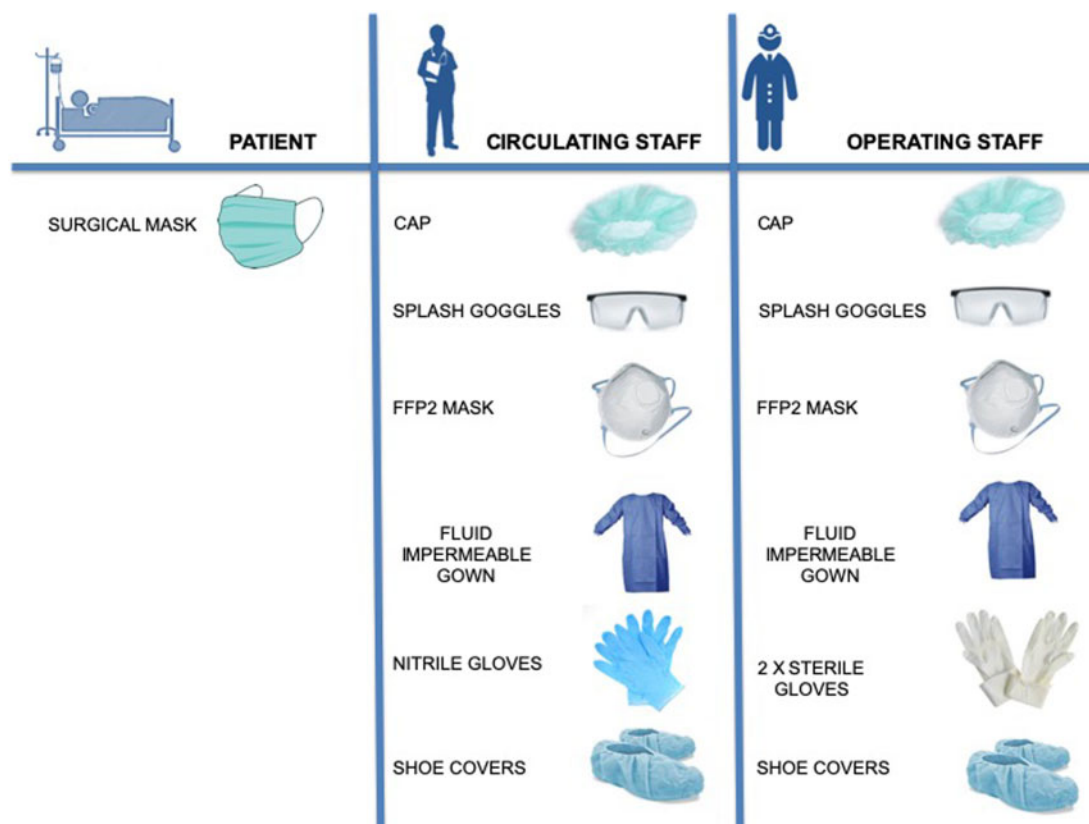 PATIENT
CIRCULATING STAFF
OPERATING STAFF
SURGICAL MASK
CAP
CAP
SPLASH GOGGLES
SPLASH GOGGLES
FFP2 MASK
FFP2 MASK
FLUID
IMPERMEABLE
GOWN
FLUID
IMPERMEABLE
GOWN
NITRILE GLOVES
2 X STERILE
GLOVES
SHOE COVERS
SHOE COVERS